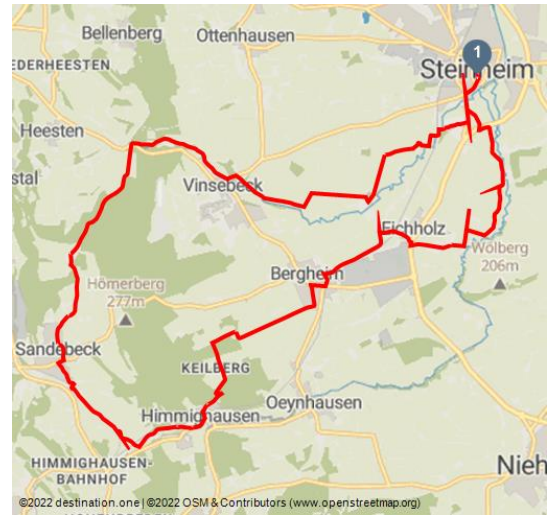 Bellenberg
Ottenhausen
1
Steinheim
EDERHEESTEN
Heesten
stal
Vinsebeck
Eichholz
Wolberg
206m
Bergheim
Hömerberg
277m
Sandebeck
KEILBERG
Himmighausen
Oeynhausen
HIMMIGHAUSEN-
BAHNHOF
Nieh
©2022 destination.one | ©2022 OSM & Contributors (www.openstreetmap.org)